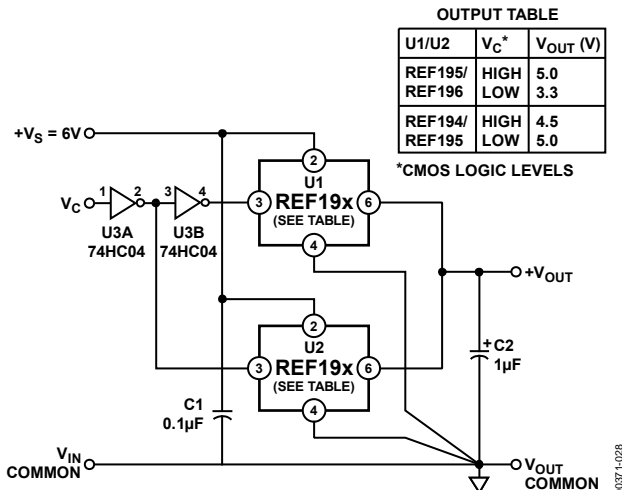 OUTPUT TABLE
U1/U2 VC* VOUT (V)
REF195/ HIGH 5.0
REF196 LOW 3.3
REF194/ HIGH 4.5
REF195 LOW 5.0
*CMOS LOGIC LEVELS
+VS = 6V
2
U1
VC 1 2 3 4 3 REF19x 6
(SEE TABLE)
U3A U3B
74HC04 74HC04
4
+VOUT
2
U2
3 REF19x 6
(SEE TABLE)
4
+ C2
1µF
C1
0.1µF
VIN
COMMON
VOUT
COMMON
00371-028